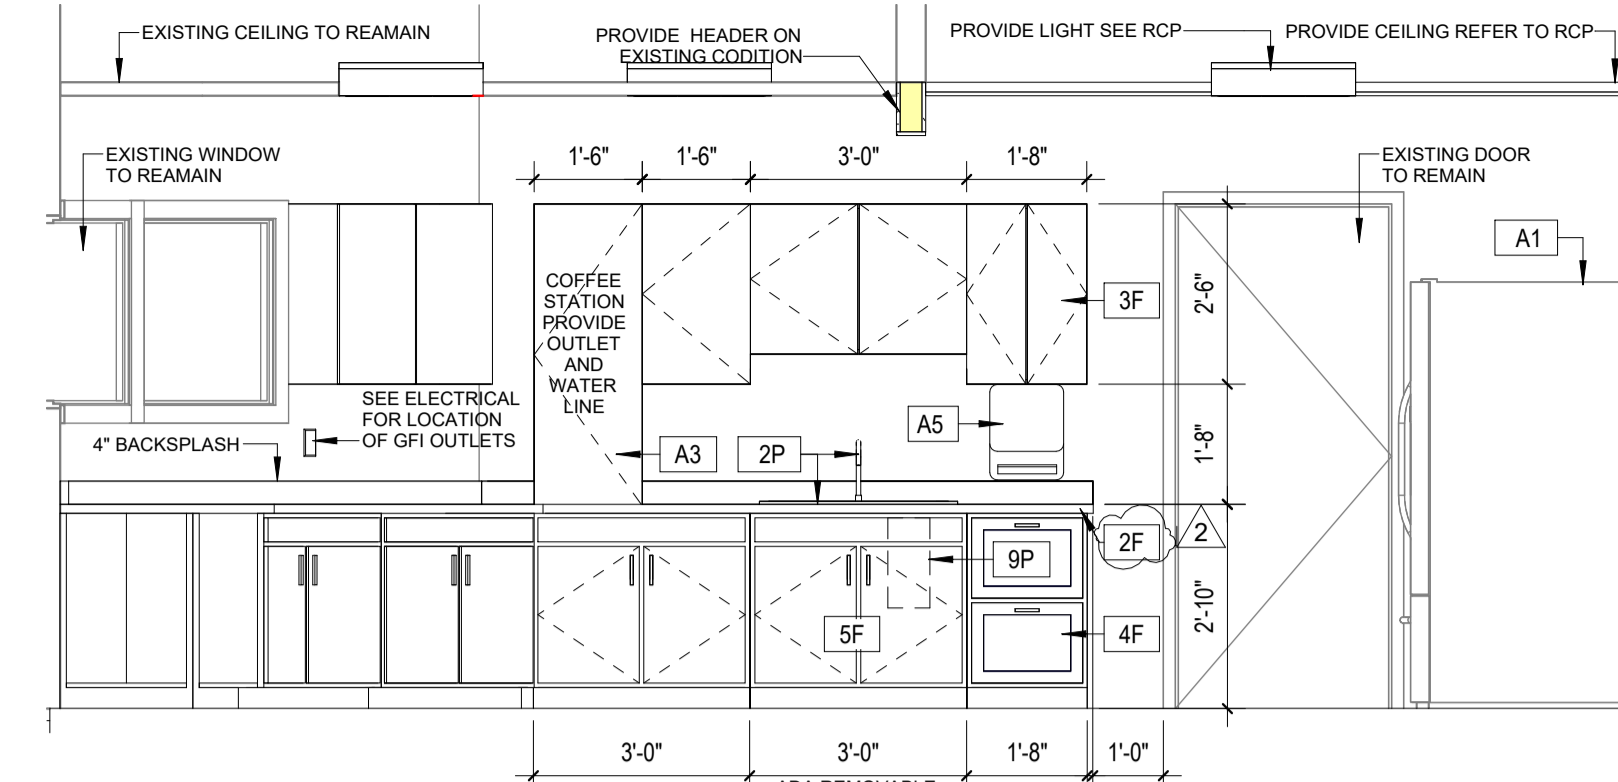 EXISTING CEILING TO REAMAIN
PROVIDE HEADER ON
EXISTING CODITION
PROVIDE LIGHT SEE RCP
PROVIDE CEILING REFER TO RCP
EXISTING WINDOW
TO REAMAIN
1'-6"
1'-6"
3'-0"
1'-8"
EXISTING DOOR
TO REMAIN
A1
COFFEE
STATION
PROVIDE
OUTLET
AND
WATER
LINE
3F
2'-6"
SEE ELECTRICAL
FOR LOCATION
OF GFI OUTLETS
4" BACKSPLASH
A3
2P
A5
1'-8"
2F
2
9P
5F
4F
2'-10"
3'-0"
3'-0"
1'-8"
1'-0"
ADA REMOVABLE